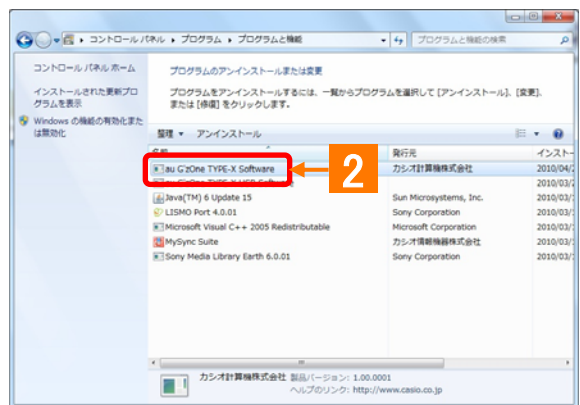 コントロール パネル ▸ プログラム ▸ プログラムと機能
プログラムと機能の検索
コントロール パネル ホーム
インストールされた更新プログラムを表示
Windows の機能の有効化または無効化
プログラムのアンインストールまたは変更
プログラムをアンインストールするには、一覧からプログラムを選択して [アンインストール]、[変更]、
または [修復] をクリックします。
整理 ▼ アンインストール
名前 発行元 インストー
au G'zOne TYPE-X Software カシオ計算機株式会社 2010/04/2
2
au G'zOne TYPE-X USB Software 2010/03/2
Java(TM) 6 Update 15 Sun Microsystems, Inc. 2010/03/
LISMO Port 4.0.01 Sony Corporation 2010/03/
Microsoft Visual C++ 2005 Redistributable Microsoft Corporation 2010/03/
MySync Suite カシオ情報機器株式会社 2010/03/
Sony Media Library Earth 6.0.01 Sony Corporation 2010/03/
カシオ計算機株式会社 製品バージョン: 1.00.0001
ヘルプのリンク: http://www.casio.co.jp